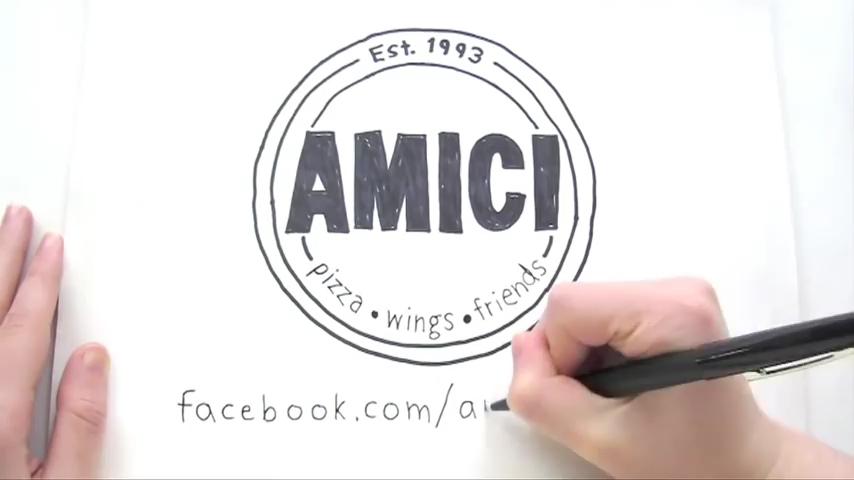 Est. 1993
AMICI
pizza • wings • friends
facebook.com/a